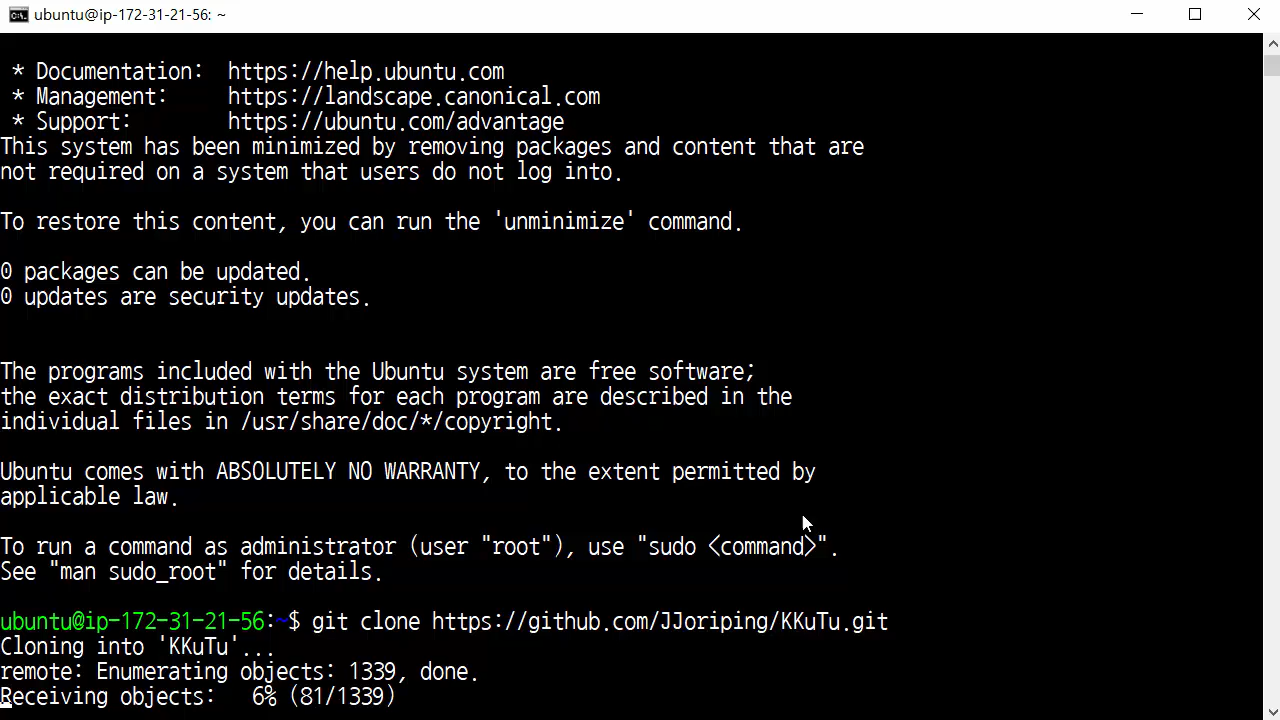 ubuntu@ip-172-31-21-56: ~
* Documentation:  https://help.ubuntu.com
* Management:     https://landscape.canonical.com
* Support:        https://ubuntu.com/advantage
This system has been minimized by removing packages and content that are
not required on a system that users do not log into.
To restore this content, you can run the 'unminimize' command.
0 packages can be updated.
0 updates are security updates.
The programs included with the Ubuntu system are free software;
the exact distribution terms for each program are described in the
individual files in /usr/share/doc/*/copyright.
Ubuntu comes with ABSOLUTELY NO WARRANTY, to the extent permitted by
applicable law.
To run a command as administrator (user "root"), use "sudo <command>".
See "man sudo_root" for details.
ubuntu@ip-172-31-21-56:~$ git clone https://github.com/JJoriping/KKuTu.git
Cloning into 'KKuTu'...
remote: Enumerating objects: 1339, done.
Receiving objects:   6% (81/1339)